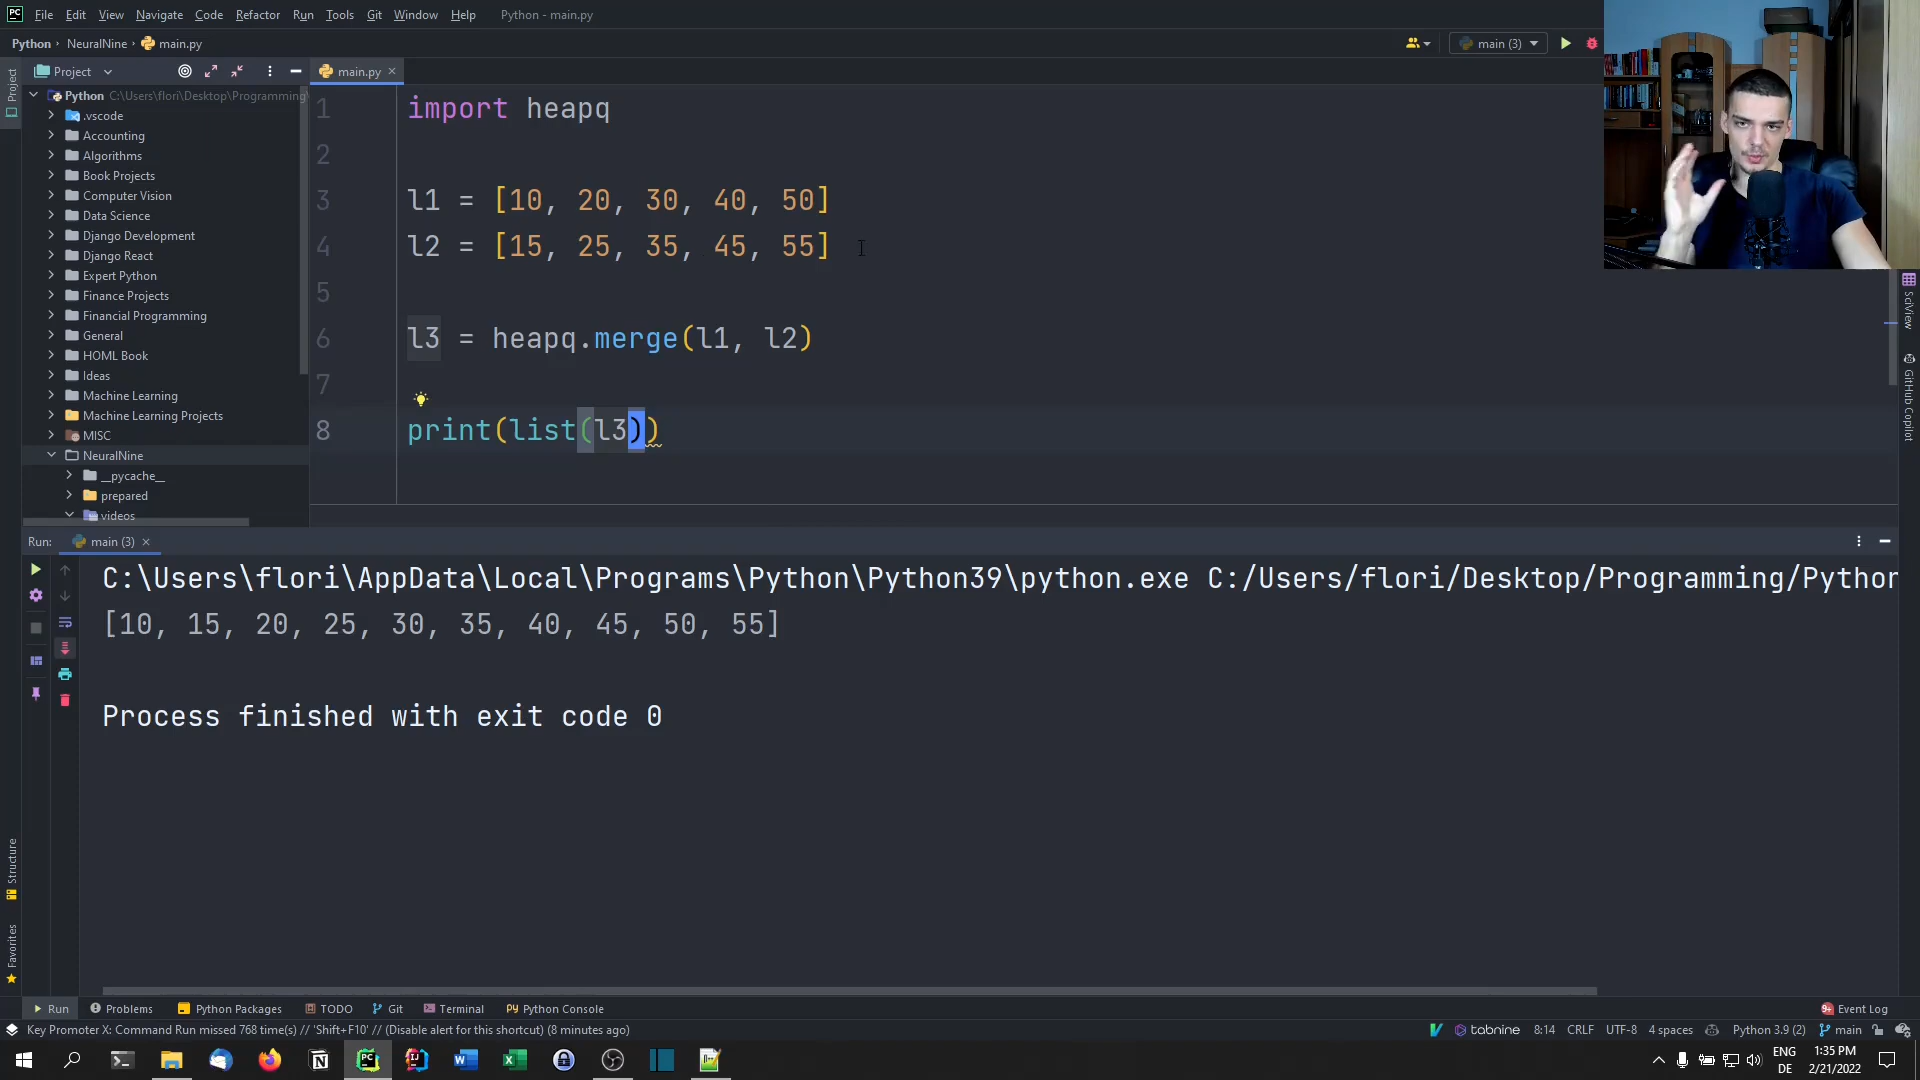 File Edit View Navigate Code Refactor Run Tools Git Window Help Python - main.py
Python NeuralNine main.py main (3)
Project main.py
Project
Python C:\Users\flori\Desktop\Programming\
.vscode
Accounting
Algorithms
Book Projects
Computer Vision
Data Science
Django Development
Django React
Expert Python
Finance Projects
Financial Programming
General
HOML Book
Ideas
Machine Learning
Machine Learning Projects
MISC
NeuralNine
__pycache__
prepared
videos
1 import heapq
2
3 l1 = [10, 20, 30, 40, 50]
4 l2 = [15, 25, 35, 45, 55]
5
6 l3 = heapq.merge(l1, l2)
7
8 print(list(l3))
SciView
GitHub Copilot
Run: main (3)
C:\Users\flori\AppData\Local\Programs\Python\Python39\python.exe C:/Users/flori/Desktop/Programming/Python
[10, 15, 20, 25, 30, 35, 40, 45, 50, 55]
Process finished with exit code 0
Structure
Favorites
Run Problems Python Packages TODO Git Terminal Python Console Event Log
Key Promoter X: Command Run missed 768 time(s) // 'Shift+F10' // (Disable alert for this shortcut) (8 minutes ago) tabnine 8:14 CRLF UTF-8 4 spaces Python 3.9 (2) main
ENG 1:35 PM
DE 2/21/2022